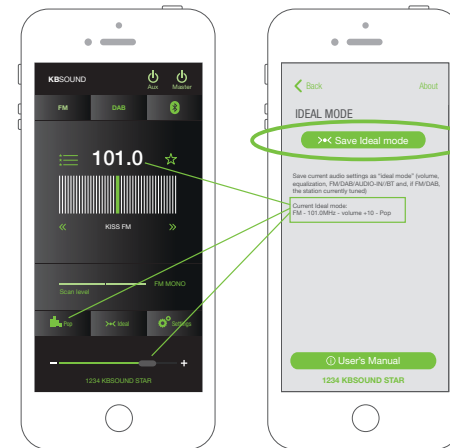 KBSOUND
Aux Master
FM DAB
101.0
KISS FM
Scan level
FM MONO
Pop Ideal Settings
- +
1234 KBSOUND STAR
Back About
IDEAL MODE
Save Ideal mode
Save current audio settings as "ideal mode" (volume,
equalization, FM/DAB/AUDIO-IN/BT and, if FM/DAB,
the station currently tuned)
Current Ideal mode:
FM - 101.0MHz - volume +10 - Pop
User's Manual
1234 KBSOUND STAR